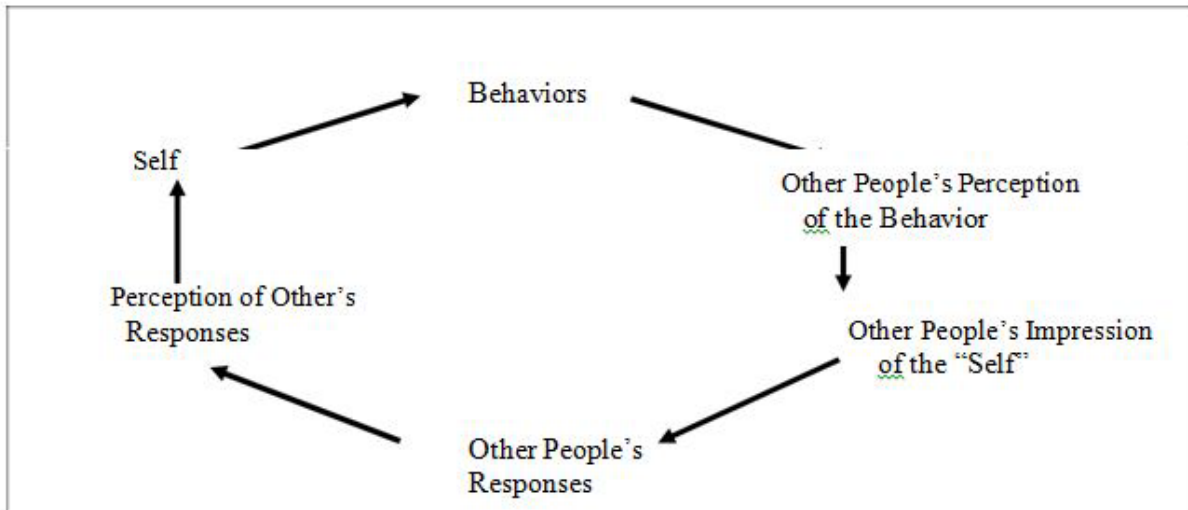 Behaviors
Self
Other People’s Perception
of the Behavior
Perception of Other’s
Responses
Other People’s Impression
of the “Self”
Other People’s
Responses